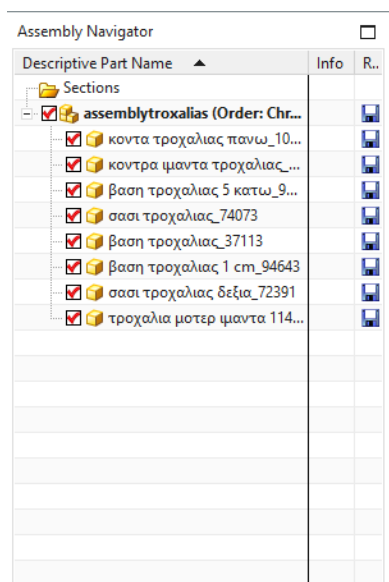 Assembly Navigator
Descriptive Part Name Info R..
Sections
assemblytroxalias (Order: Chr...
κοντα τροχαλιας πανω_10...
κοντρα ιμαντα τροχαλιας_...
βαση τροχαλιας 5 κατω_9...
σασι τροχαλιας_74073
βαση τροχαλιας_37113
βαση τροχαλιας 1 cm_94643
σασι τροχαλιας δεξια_72391
τροχαλια μοτερ ιμαντα 114...